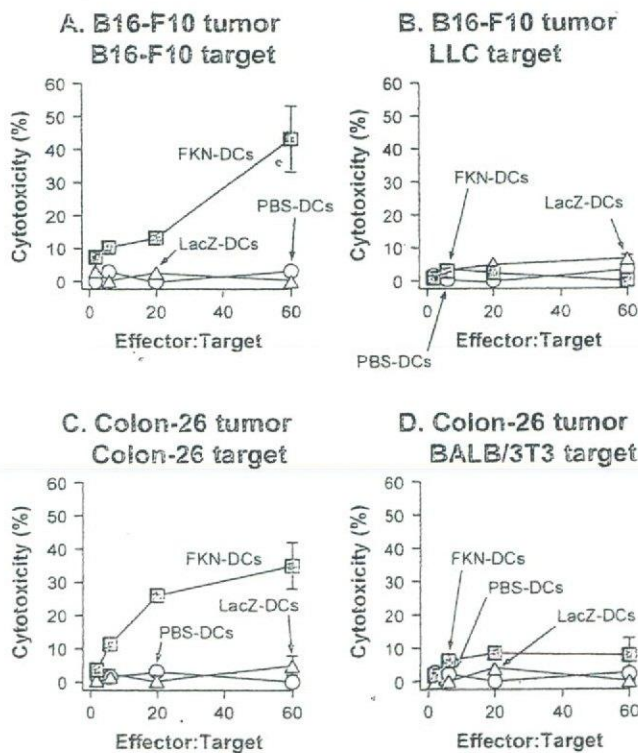 A. B16-F10 tumor
B16-F10 target
Cytotoxicity (%)
60
50
40
30
20
10
0
FKN-DCs
PBS-DCs
LacZ-DCs
0 20 40 60
Effector:Target
B. B16-F10 tumor
LLC target
Cytotoxicity (%)
60
50
40
30
20
10
0
FKN-DCs
LacZ-DCs
PBS-DCs
0 20 40 60
Effector:Target
C. Colon-26 tumor
Colon-26 target
Cytotoxicity (%)
60
50
40
30
20
10
0
FKN-DCs
LacZ-DCs
PBS-DCs
0 20 40 60
Effector:Target
D. Colon-26 tumor
BALB/3T3 target
Cytotoxicity (%)
60
50
40
30
20
10
0
FKN-DCs
PBS-DCs
LacZ-DCs
0 20 40 60
Effector:Target